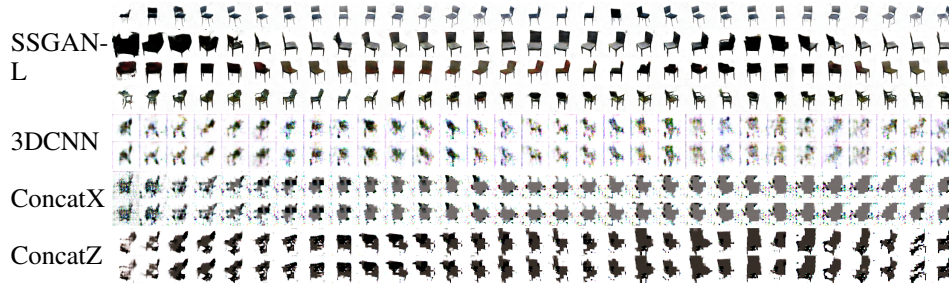 SSGAN-
L
3DCNN
ConcatX
ConcatZ